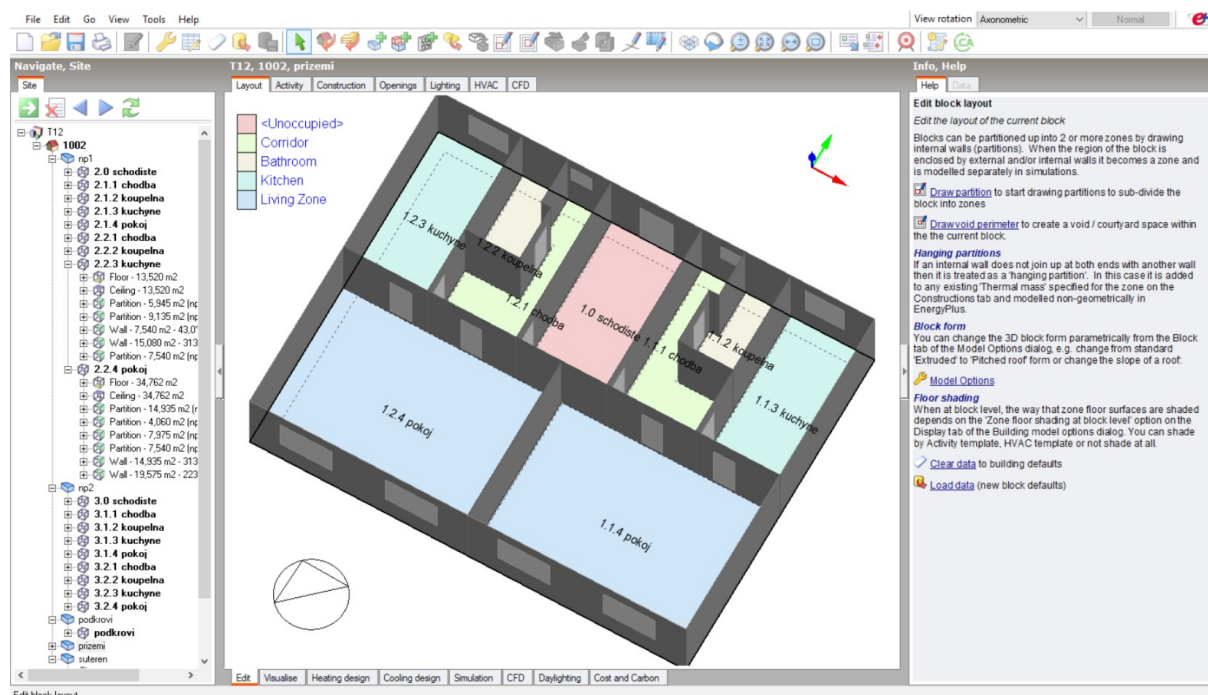 File Edit Go View Tools Help
View rotation Axonometric Normal
Navigate, Site
Site
T12
1002
np1
2.0 schodiste
2.1.1 chodba
2.1.2 koupelna
2.1.3 kuchyne
2.1.4 pokoj
2.2.1 chodba
2.2.2 koupelna
2.2.3 kuchyne
Floor - 13,520 m2
Ceiling - 13,520 m2
Partition - 5,945 m2 (np
Partition - 9,135 m2 (np
Wall - 7,540 m2 - 43,0°
Wall - 15,080 m2 - 313
Partition - 7,540 m2 (np
2.2.4 pokoj
Floor - 34,762 m2
Ceiling - 34,762 m2
Partition - 14,935 m2 (r
Partition - 4,060 m2 (np
Partition - 7,975 m2 (np
Partition - 7,540 m2 (np
Wall - 14,935 m2 - 313
Wall - 19,575 m2 - 223
np2
3.0 schodiste
3.1.1 chodba
3.1.2 koupelna
3.1.3 kuchyne
3.1.4 pokoj
3.2.1 chodba
3.2.2 koupelna
3.2.3 kuchyne
3.2.4 pokoj
podkrovi
podkrovi
prizemi
suteren
Edit block layout
T12, 1002, prizemi
Layout Activity Construction Openings Lighting HVAC CFD
<Unoccupied>
Corridor
Bathroom
Kitchen
Living Zone
1.2.3 kuchyne
1.2.2 koupelna
1.2.1 chodba
1.0 schodiste
1.1.1 chodba
1.1.2 koupelna
1.1.3 kuchyne
1.2.4 pokoj
1.1.4 pokoj
Edit Visualise Heating design Cooling design Simulation CFD Daylighting Cost and Carbon
Info, Help
Help Data
Edit block layout
Edit the layout of the current block
Blocks can be partitioned up into 2 or more zones by drawing
internal walls (partitions). When the region of the block is
enclosed by external and/or internal walls it becomes a zone and
is modelled separately in simulations.
Draw partition to start drawing partitions to sub-divide the
block into zones
Draw void perimeter to create a void / courtyard space within
the the current block.
Hanging partitions
If an internal wall does not join up at both ends with another wall
then it is treated as a 'hanging partition'. In this case it is added
to any existing 'Thermal mass' specified for the zone on the
Constructions tab and modelled non-geometrically in
EnergyPlus.
Block form
You can change the 3D block form parametrically from the Block
tab of the Model Options dialog, e.g. change from standard
'Extruded' to 'Pitched roof' form or change the slope of a roof:
Model Options
Floor shading
When at block level, the way that zone floor surfaces are shaded
depends on the 'Zone floor shading at block level' option on the
Display tab of the Building model options dialog. You can shade
by Activity template, HVAC template or not shade at all.
Clear data to building defaults
Load data (new block defaults)